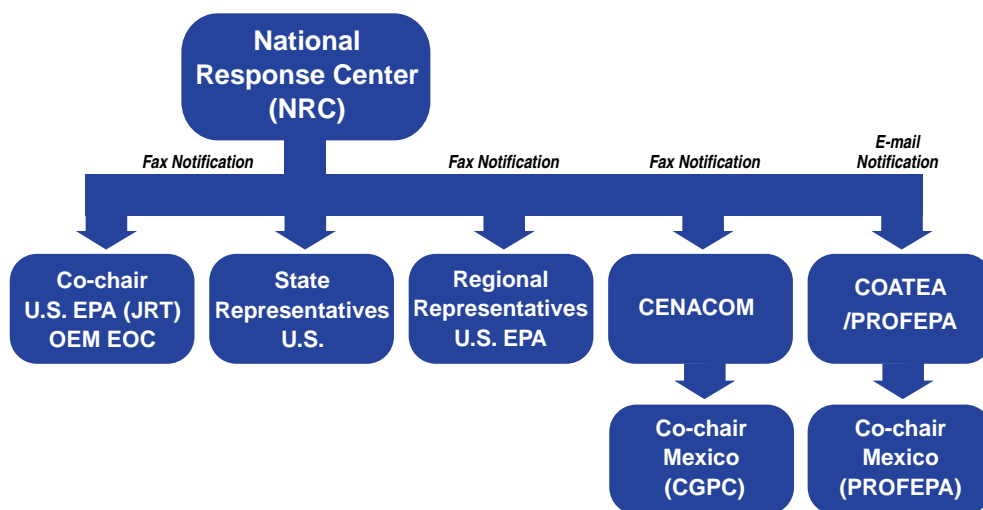 National
Response Center
(NRC)
Fax Notification
Fax Notification
Fax Notification
E-mail
Notification
Co-chair
U.S. EPA (JRT)
OEM EOC
State
Representatives
U.S.
Regional
Representatives
U.S. EPA
CENACOM
COATEA
/PROFEPA
Co-chair
Mexico
(CGPC)
Co-chair
Mexico
(PROFEPA)